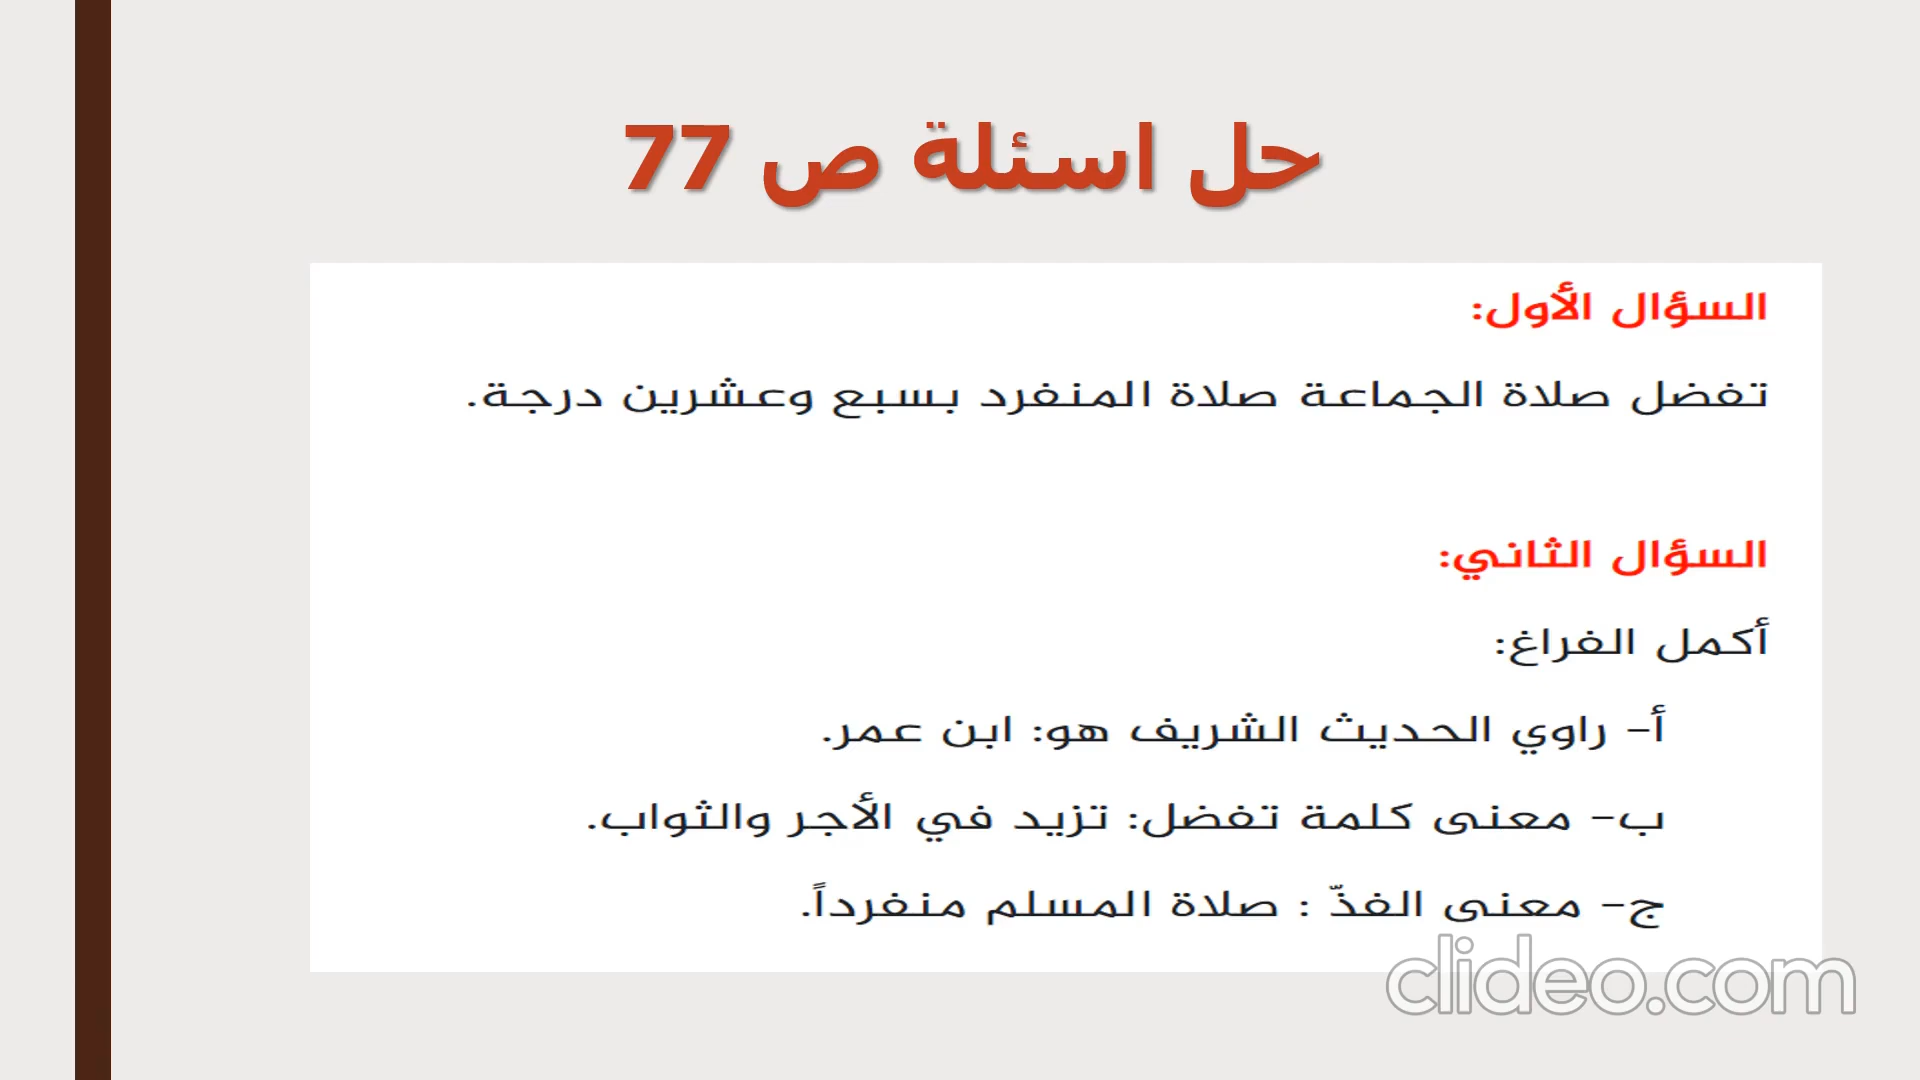 حل اسئلة ص 77
السؤال الأول:
تفضل صلاة الجماعة صلاة المنفرد بسبع وعشرين درجة.
السؤال الثاني:
أكمل الفراغ:
أ- راوي الحديث الشريف هو: ابن عمر.
ب- معنى كلمة تفضل: تزيد في الأجر والثواب.
ج- معنى الفذّ : صلاة المسلم منفرداً.
clideo.com